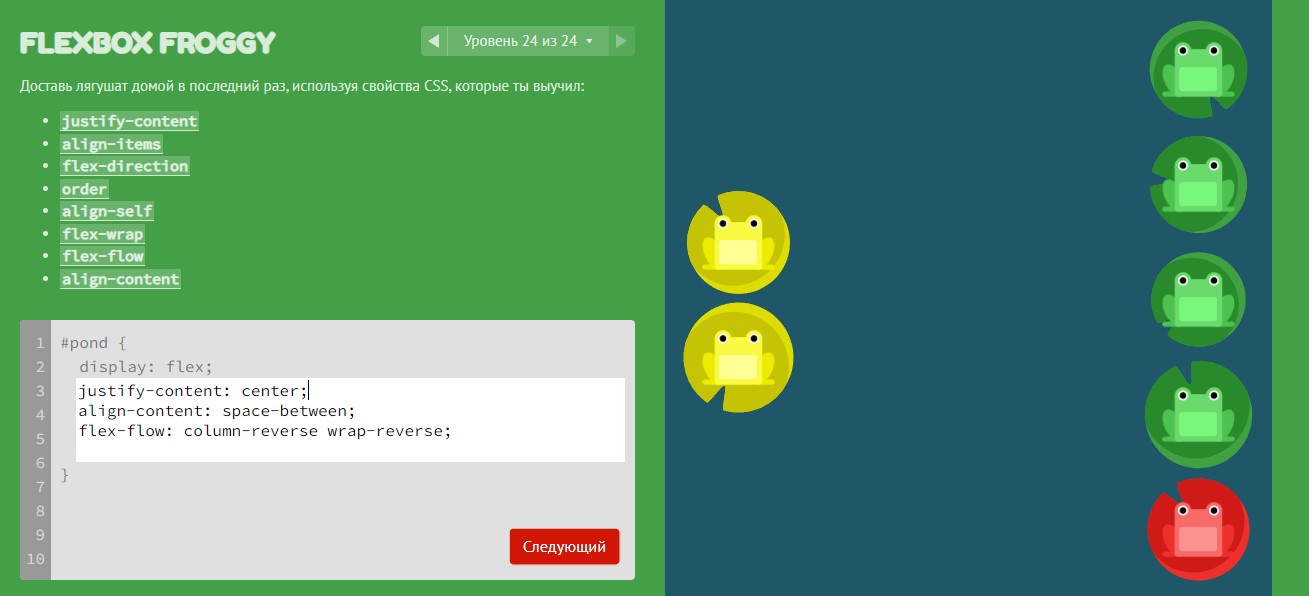 FLEXBOX FROGGY
Уровень 24 из 24
Доставь лягушат домой в последний раз, используя свойства CSS, которые ты выучил:
justify-content
align-items
flex-direction
order
align-self
flex-wrap
flex-flow
align-content
1 #pond {
2 display: flex;
3 justify-content: center;
4 align-content: space-between;
5 flex-flow: column-reverse wrap-reverse;
6
7 }
8
9
10
Следующий